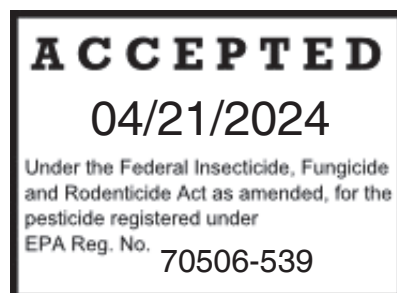 ACCEPTED
04/21/2024
Under the Federal Insecticide, Fungicide
and Rodenticide Act as amended, for the
pesticide registered under
EPA Reg. No. 70506-539